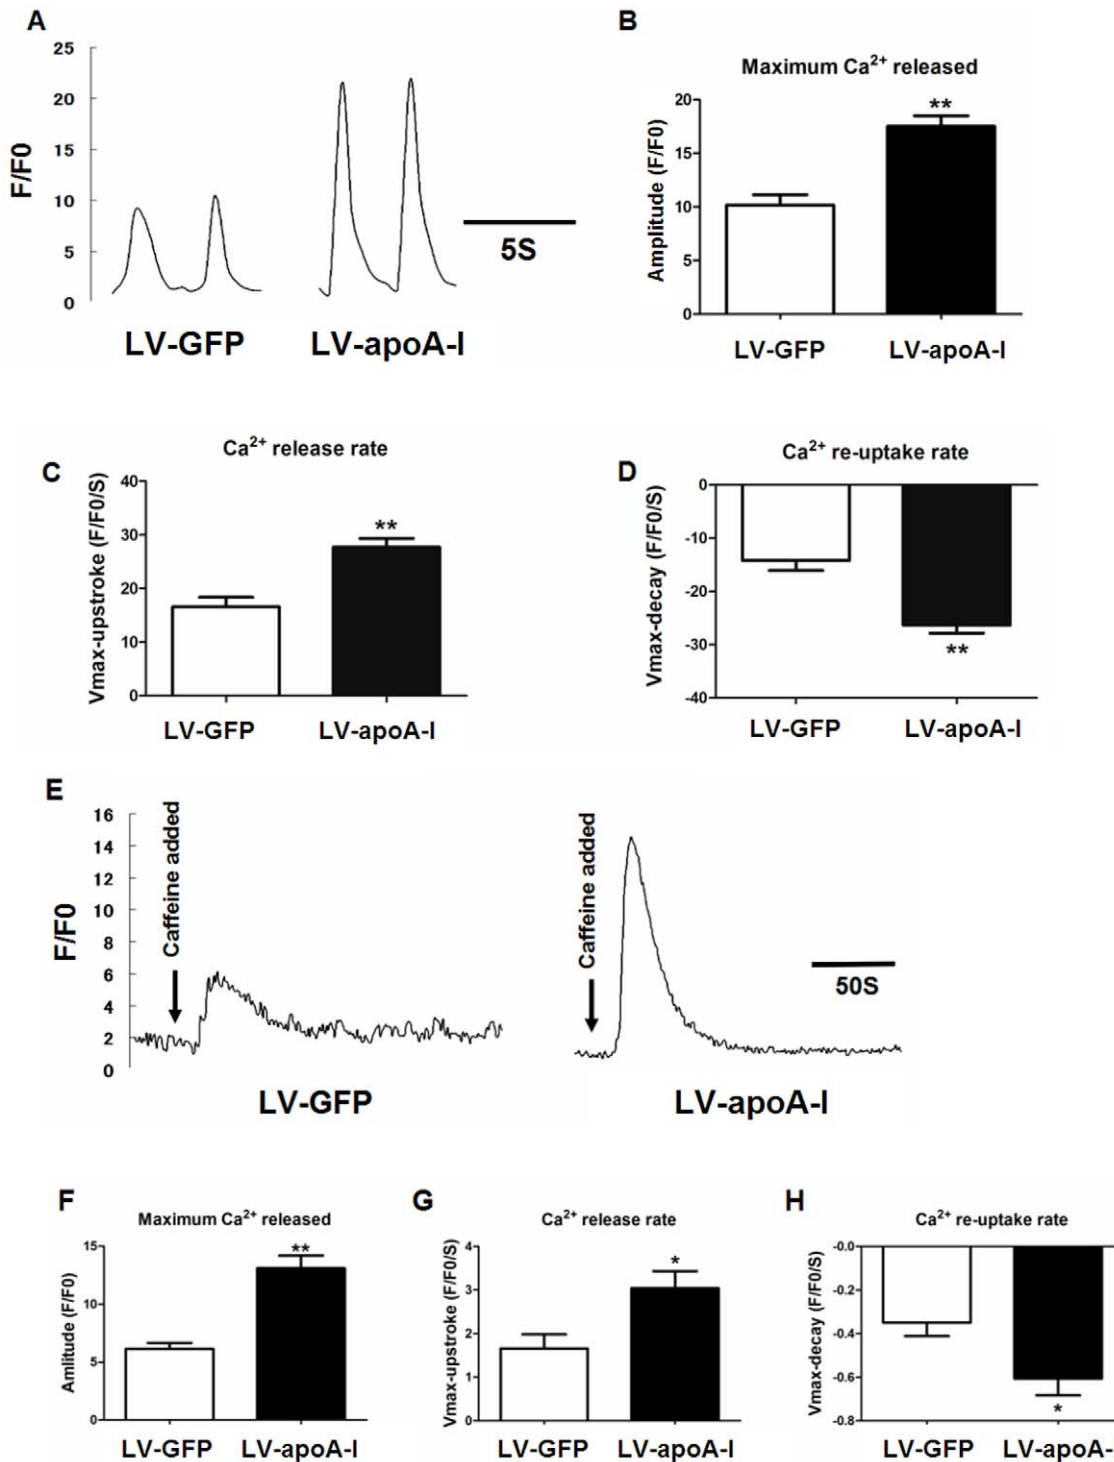 A
25
20
15
10
5
0
F/F0
5S
LV-GFP
LV-apoA-I
B
Maximum Ca2+ released
Amplitude (F/F0)
20
15
10
5
0
**
LV-GFP
LV-apoA-I
C
Ca2+ release rate
Vmax-upstroke (F/F0/S)
40
30
20
10
0
**
LV-GFP
LV-apoA-I
D
Ca2+ re-uptake rate
Vmax-decay (F/F0/S)
0
-10
-20
-30
-40
**
LV-GFP
LV-apoA-I
E
16
14
12
10
8
6
4
2
0
F/F0
Caffeine added
Caffeine added
50S
LV-GFP
LV-apoA-I
F
Maximum Ca2+ released
Amlitude (F/F0)
15
10
5
0
**
LV-GFP
LV-apoA-I
G
Ca2+ release rate
Vmax-upstroke (F/F0/S)
4
3
2
1
0
*
LV-GFP
LV-apoA-I
H
Ca2+ re-uptake rate
Vmax-decay (F/F0/S)
-0.0
-0.2
-0.4
-0.6
-0.8
*
LV-GFP
LV-apoA-I